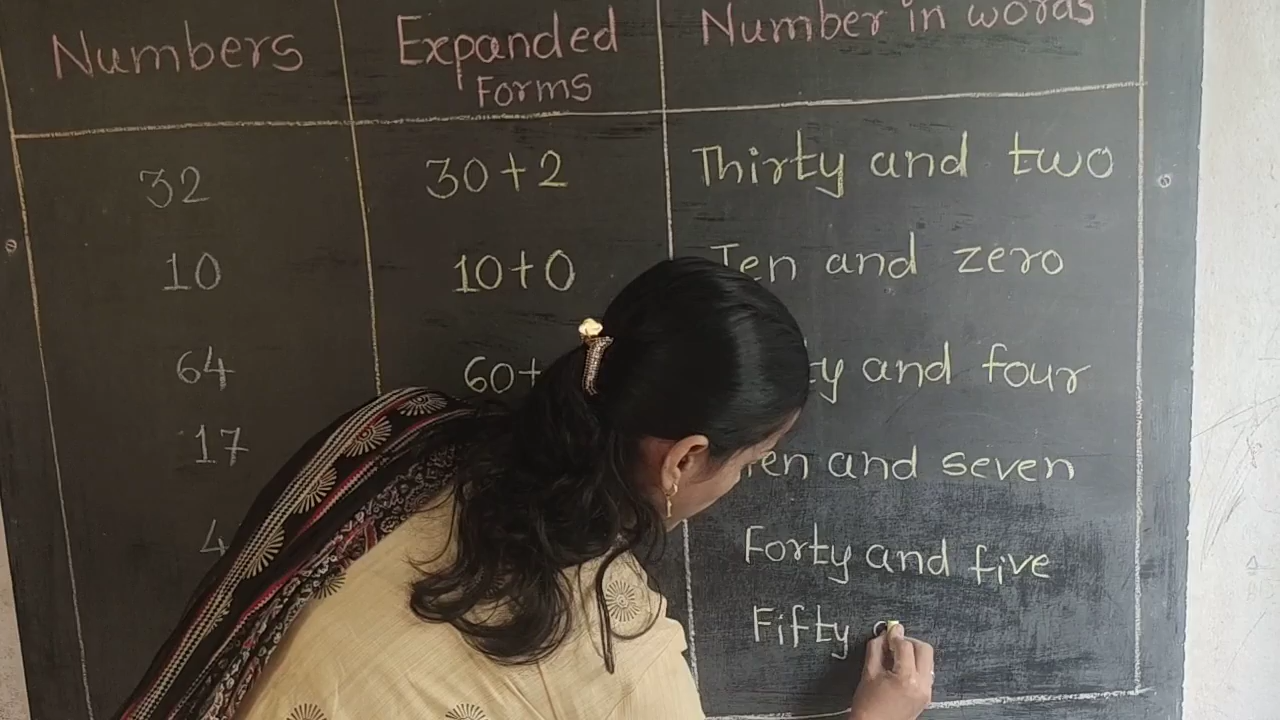 Numbers Expanded Forms Number in words
32 30+2 Thirty and two
10 10+0 Ten and zero
64 60+ and four
17 Ten and seven
4 Forty and five
Fifty